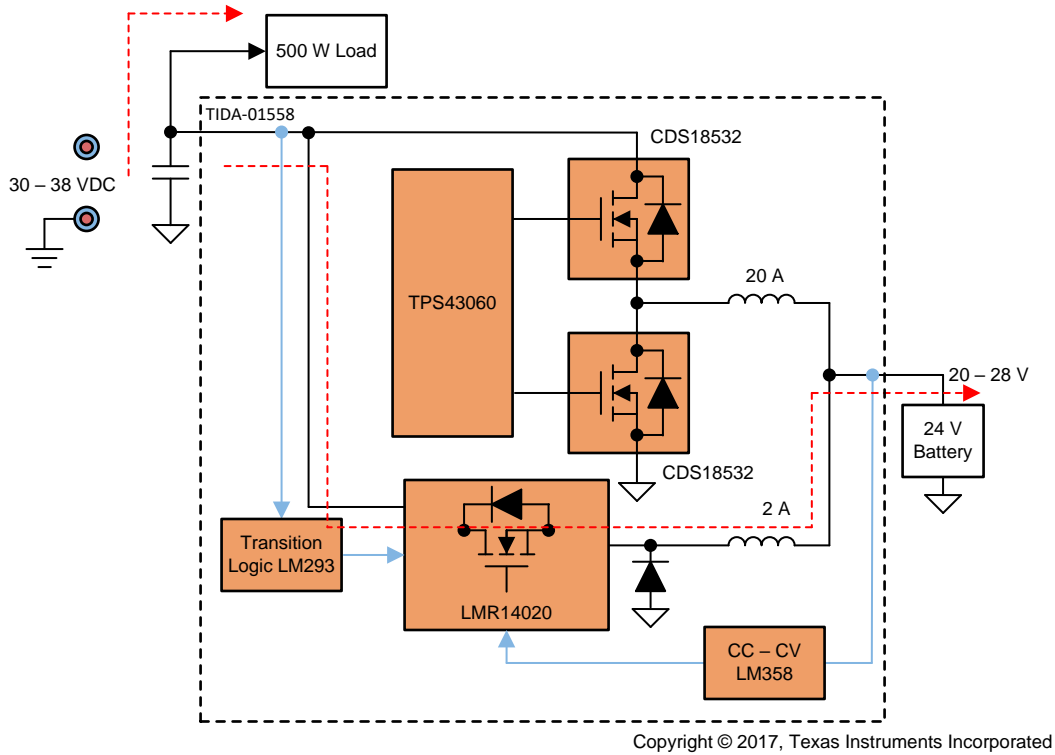 500 W Load
TIDA-01558
CDS18532
30 – 38 VDC
TPS43060
20 A
20 – 28 V
24 V
Battery
CDS18532
2 A
Transition
Logic LM293
LMR14020
CC – CV
LM358
Copyright © 2017, Texas Instruments Incorporated